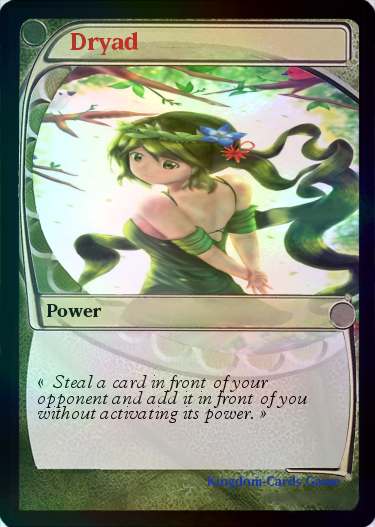 Dryad
Power
« Steal a card in front of your
opponent and add it in front of you
without activating its power. »
Kingdom-Cards Game